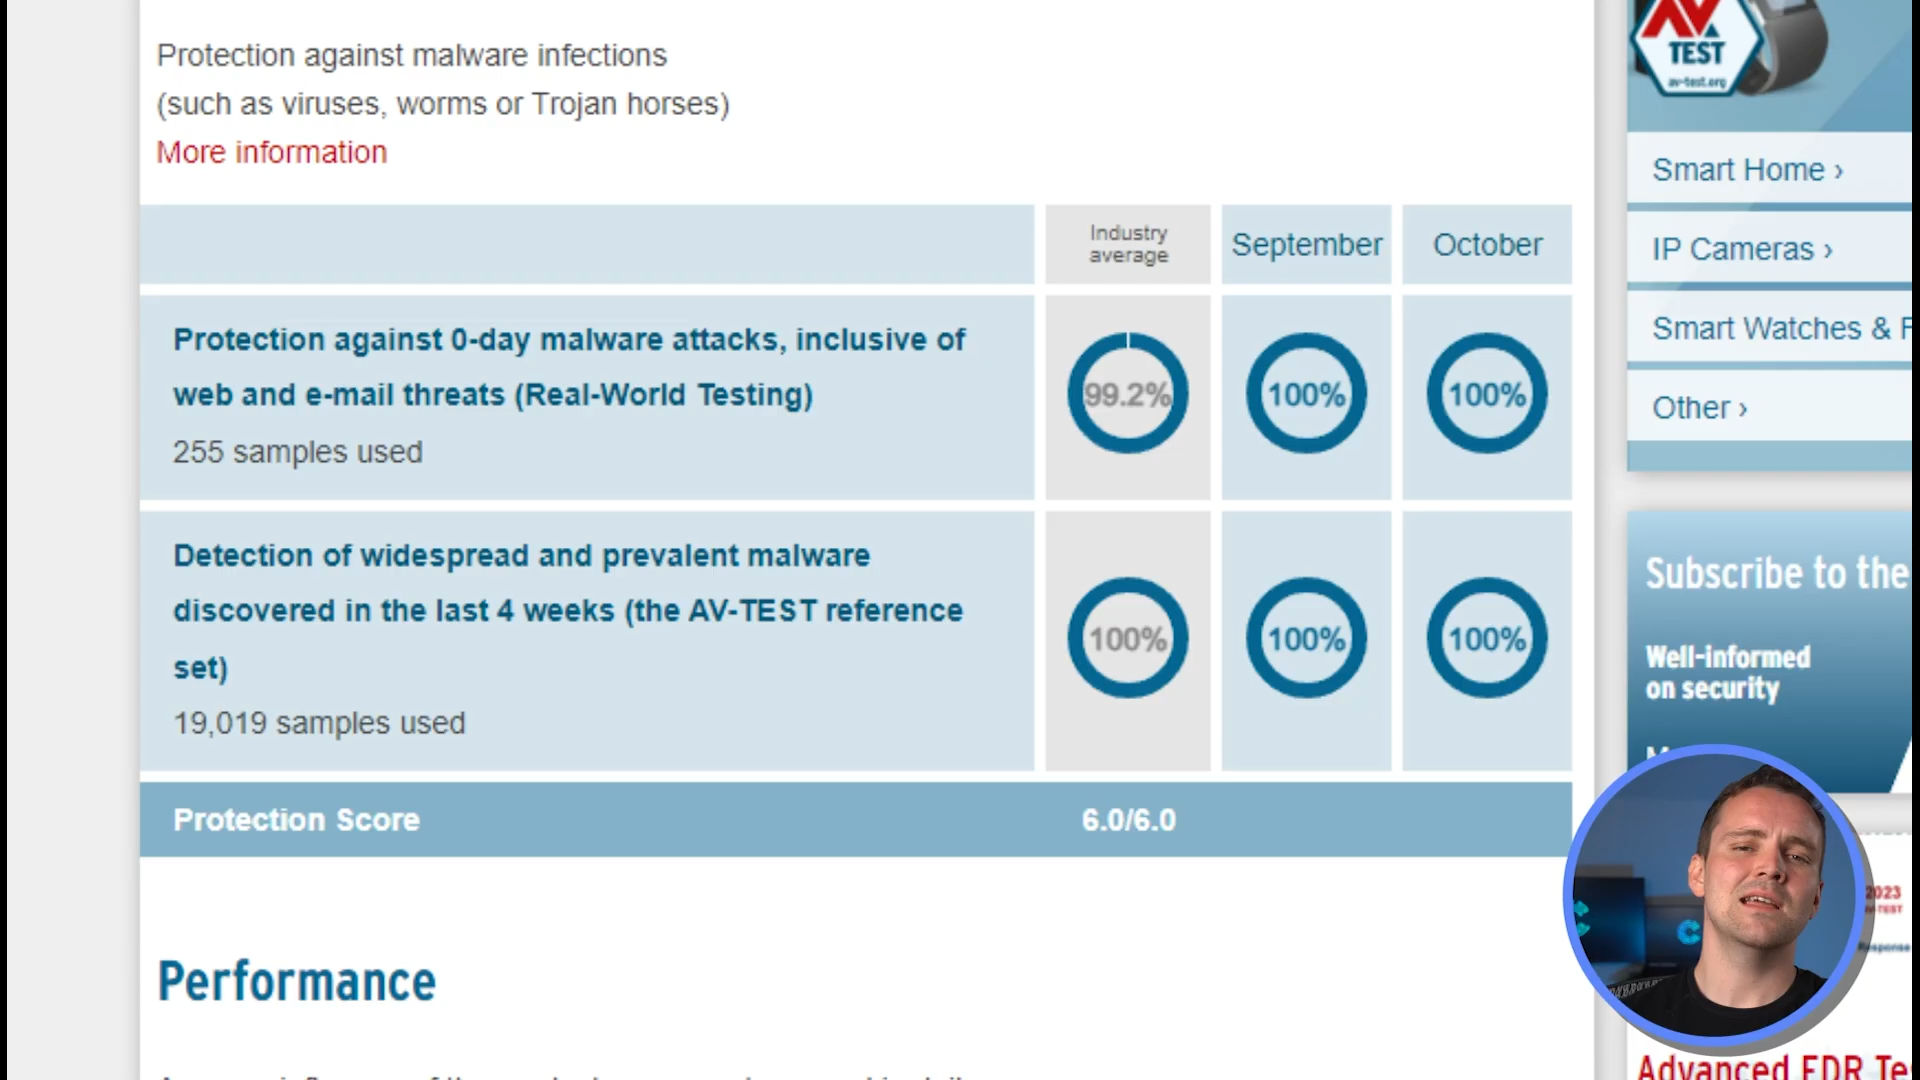 Protection against malware infections
(such as viruses, worms or Trojan horses)
More information
Industry
average
September
October
Protection against 0-day malware attacks, inclusive of
web and e-mail threats (Real-World Testing)
255 samples used
99.2%
100%
100%
Detection of widespread and prevalent malware
discovered in the last 4 weeks (the AV-TEST reference
set)
19,019 samples used
100%
100%
100%
Protection Score
6.0/6.0
Performance
AV
TEST
av-test.org
Smart Home ›
IP Cameras ›
Smart Watches & F
Other ›
Subscribe to the
Well-informed
on security
2023
Response
Advanced EDR Te